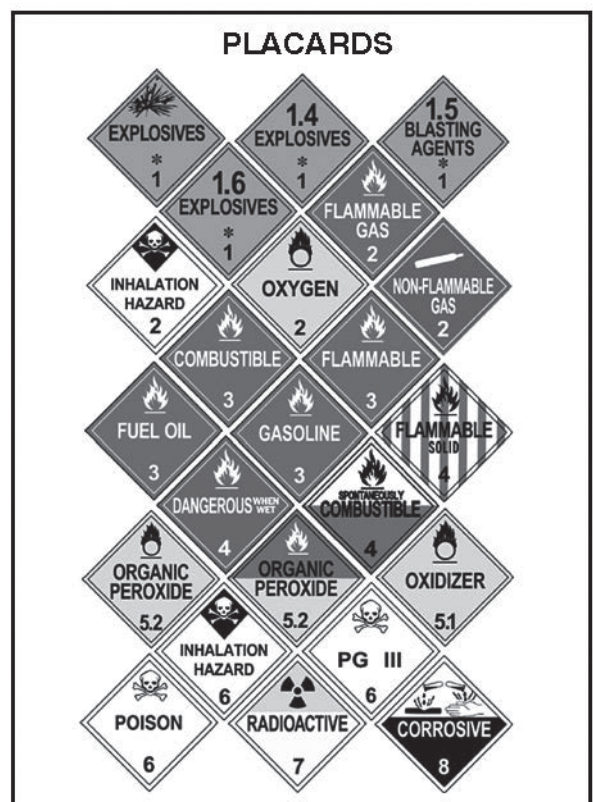 PLACARDS
EXPLOSIVES
*
1
1.4
EXPLOSIVES
*
1
1.5
BLASTING
AGENTS
*
1
1.6
EXPLOSIVES
*
1
FLAMMABLE
GAS
2
INHALATION
HAZARD
2
OXYGEN
2
NON-FLAMMABLE
GAS
2
COMBUSTIBLE
3
FLAMMABLE
3
FUEL OIL
3
GASOLINE
3
FLAMMABLE
SOLID
4
DANGEROUS WHEN
WET
4
SPONTANEOUSLY
COMBUSTIBLE
4
ORGANIC
PEROXIDE
5.2
ORGANIC
PEROXIDE
5.2
OXIDIZER
5.1
INHALATION
HAZARD
6
PG III
6
POISON
6
RADIOACTIVE
7
CORROSIVE
8